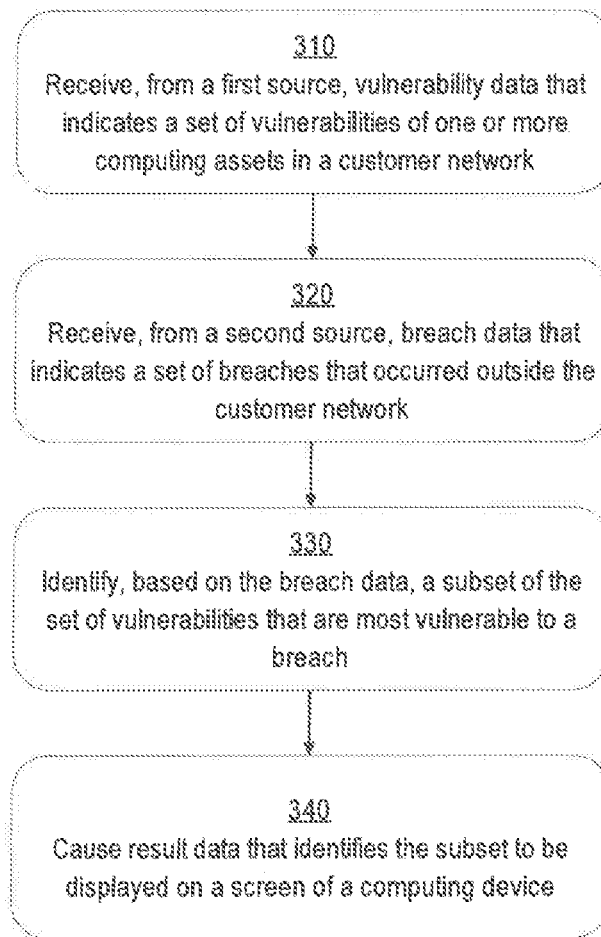 310
Receive, from a first source, vulnerability data that
indicates a set of vulnerabilities of one or more
computing assets in a customer network
320
Receive, from a second source, breach data that
indicates a set of breaches that occurred outside the
customer network
330
Identify, based on the breach data, a subset of the
set of vulnerabilities that are most vulnerable to a
breach
340
Cause result data that identifies the subset to be
displayed on a screen of a computing device